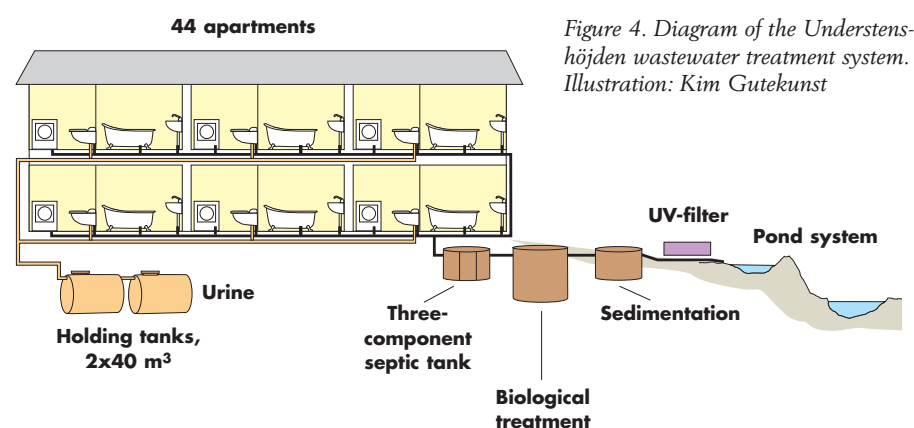 44 apartments
Figure 4. Diagram of the Understens-
höjden wastewater treatment system.
Illustration: Kim Gutekunst
UV-filter
Pond system
Urine
Holding tanks,
2x40 m³
Three-
component
septic tank
Sedimentation
Biological
treatment